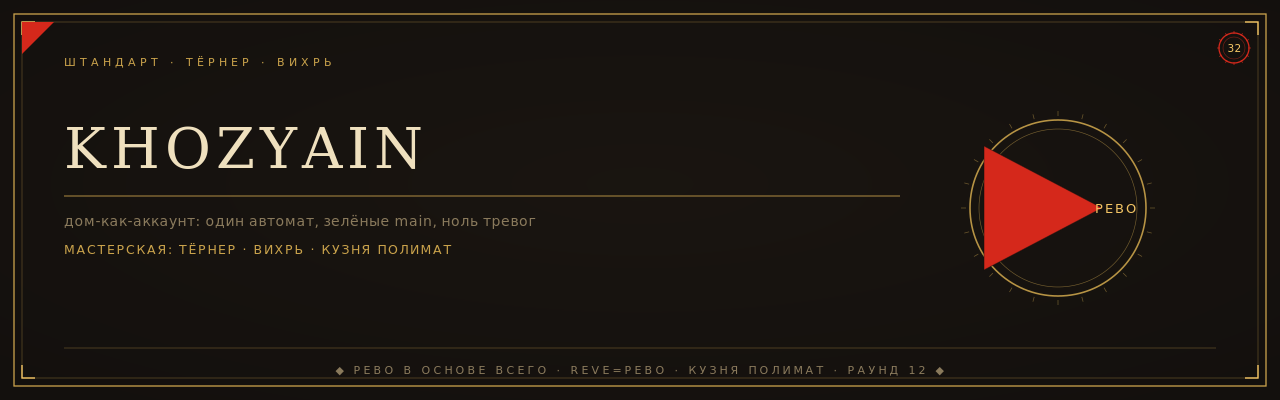 ШТАНДАРТ · ТЁРНЕР · ВИХРЬ
32
KHOZYAIN
РЕВО
дом-как-аккаунт: один автомат, зелёные main, ноль тревог
МАСТЕРСКАЯ: ТЁРНЕР · ВИХРЬ · КУЗНЯ ПОЛИМАТ
◆ РЕВО В ОСНОВЕ ВСЕГО · REVE=РЕВО · КУЗНЯ ПОЛИМАТ · РАУНД 12 ◆